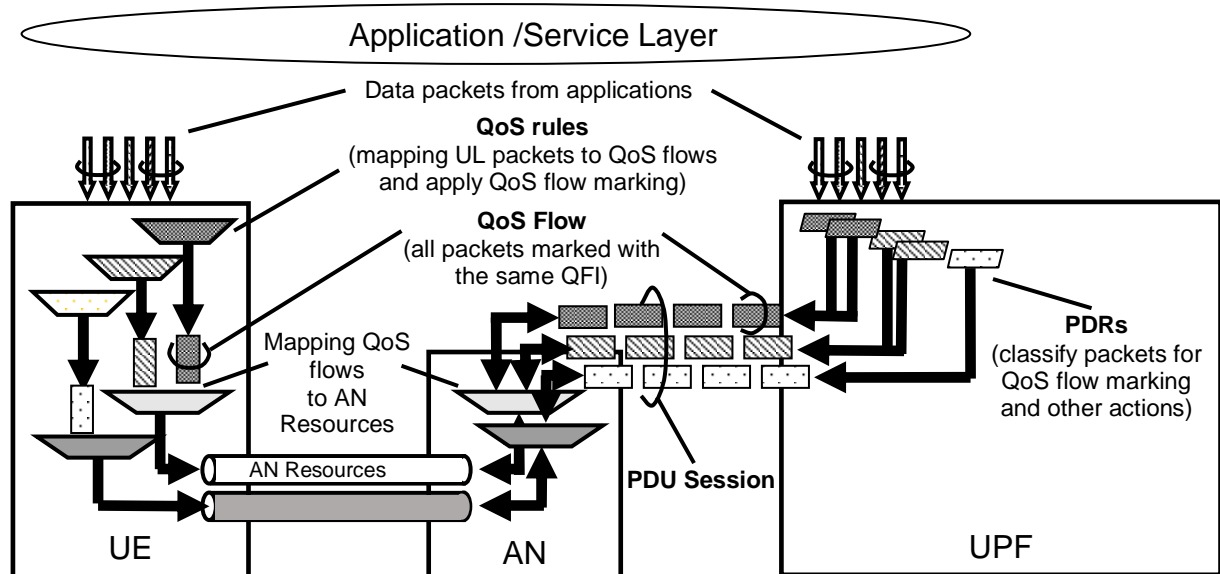 Application /Service Layer
Data packets from applications
QoS rules
(mapping UL packets to QoS flows
and apply QoS flow marking)
QoS Flow
(all packets marked with
the same QFI)
Mapping QoS
flows
to AN
Resources
PDRs
(classify packets for
QoS flow marking
and other actions)
AN Resources
PDU Session
UE
AN
UPF